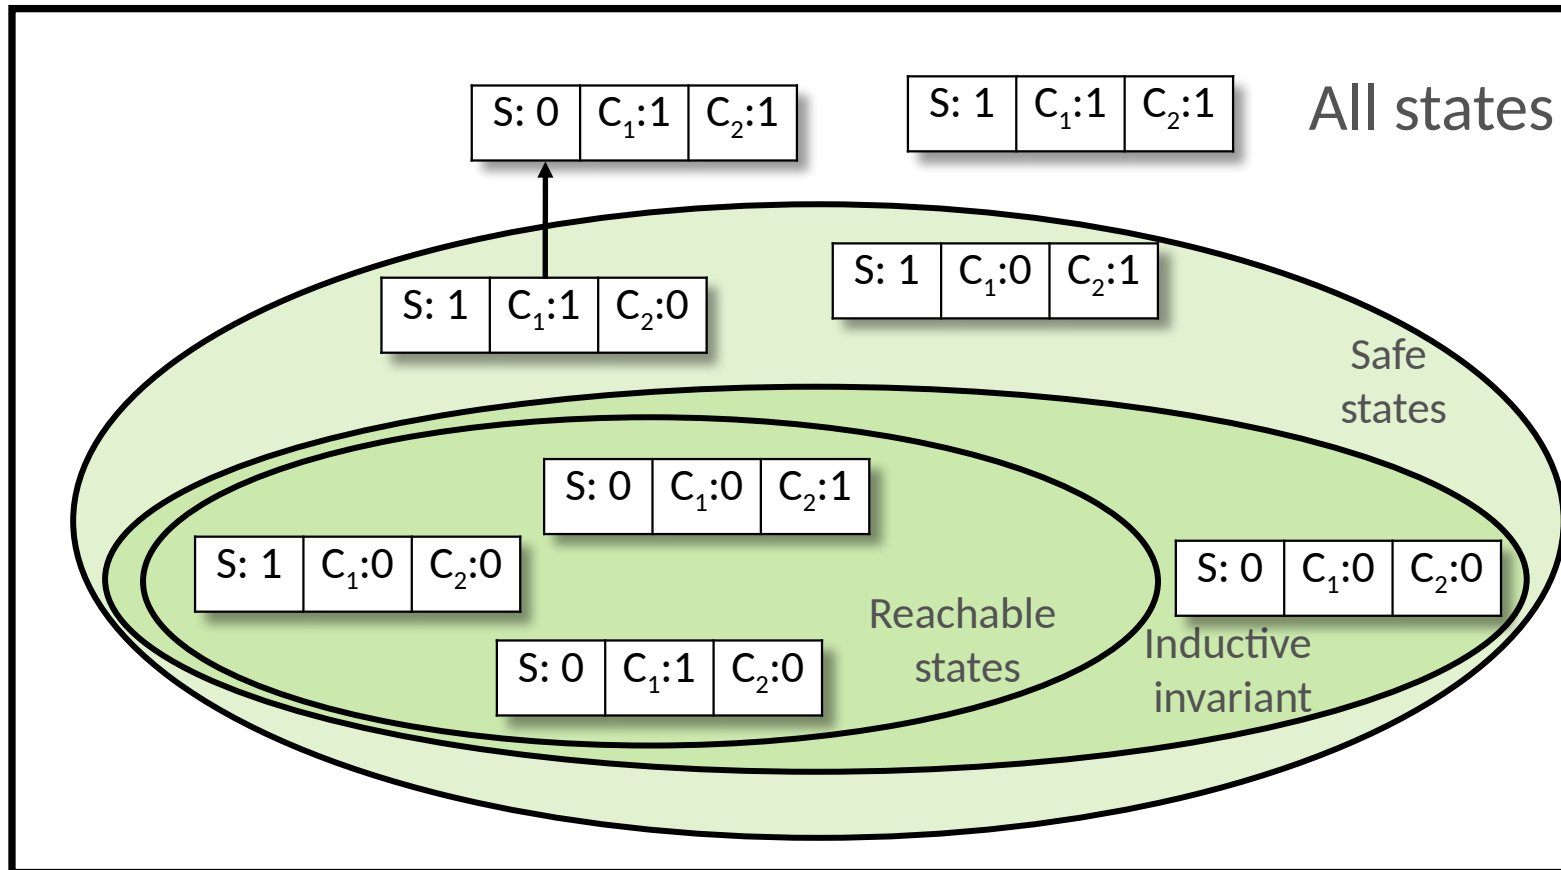 S: 0 C₁:1 C₂:1
S: 1 C₁:1 C₂:1
All states
S: 1 C₁:0 C₂:1
S: 1 C₁:1 C₂:0
Safe
states
S: 0 C₁:0 C₂:1
S: 1 C₁:0 C₂:0
S: 0 C₁:0 C₂:0
Reachable
states
Inductive
invariant
S: 0 C₁:1 C₂:0